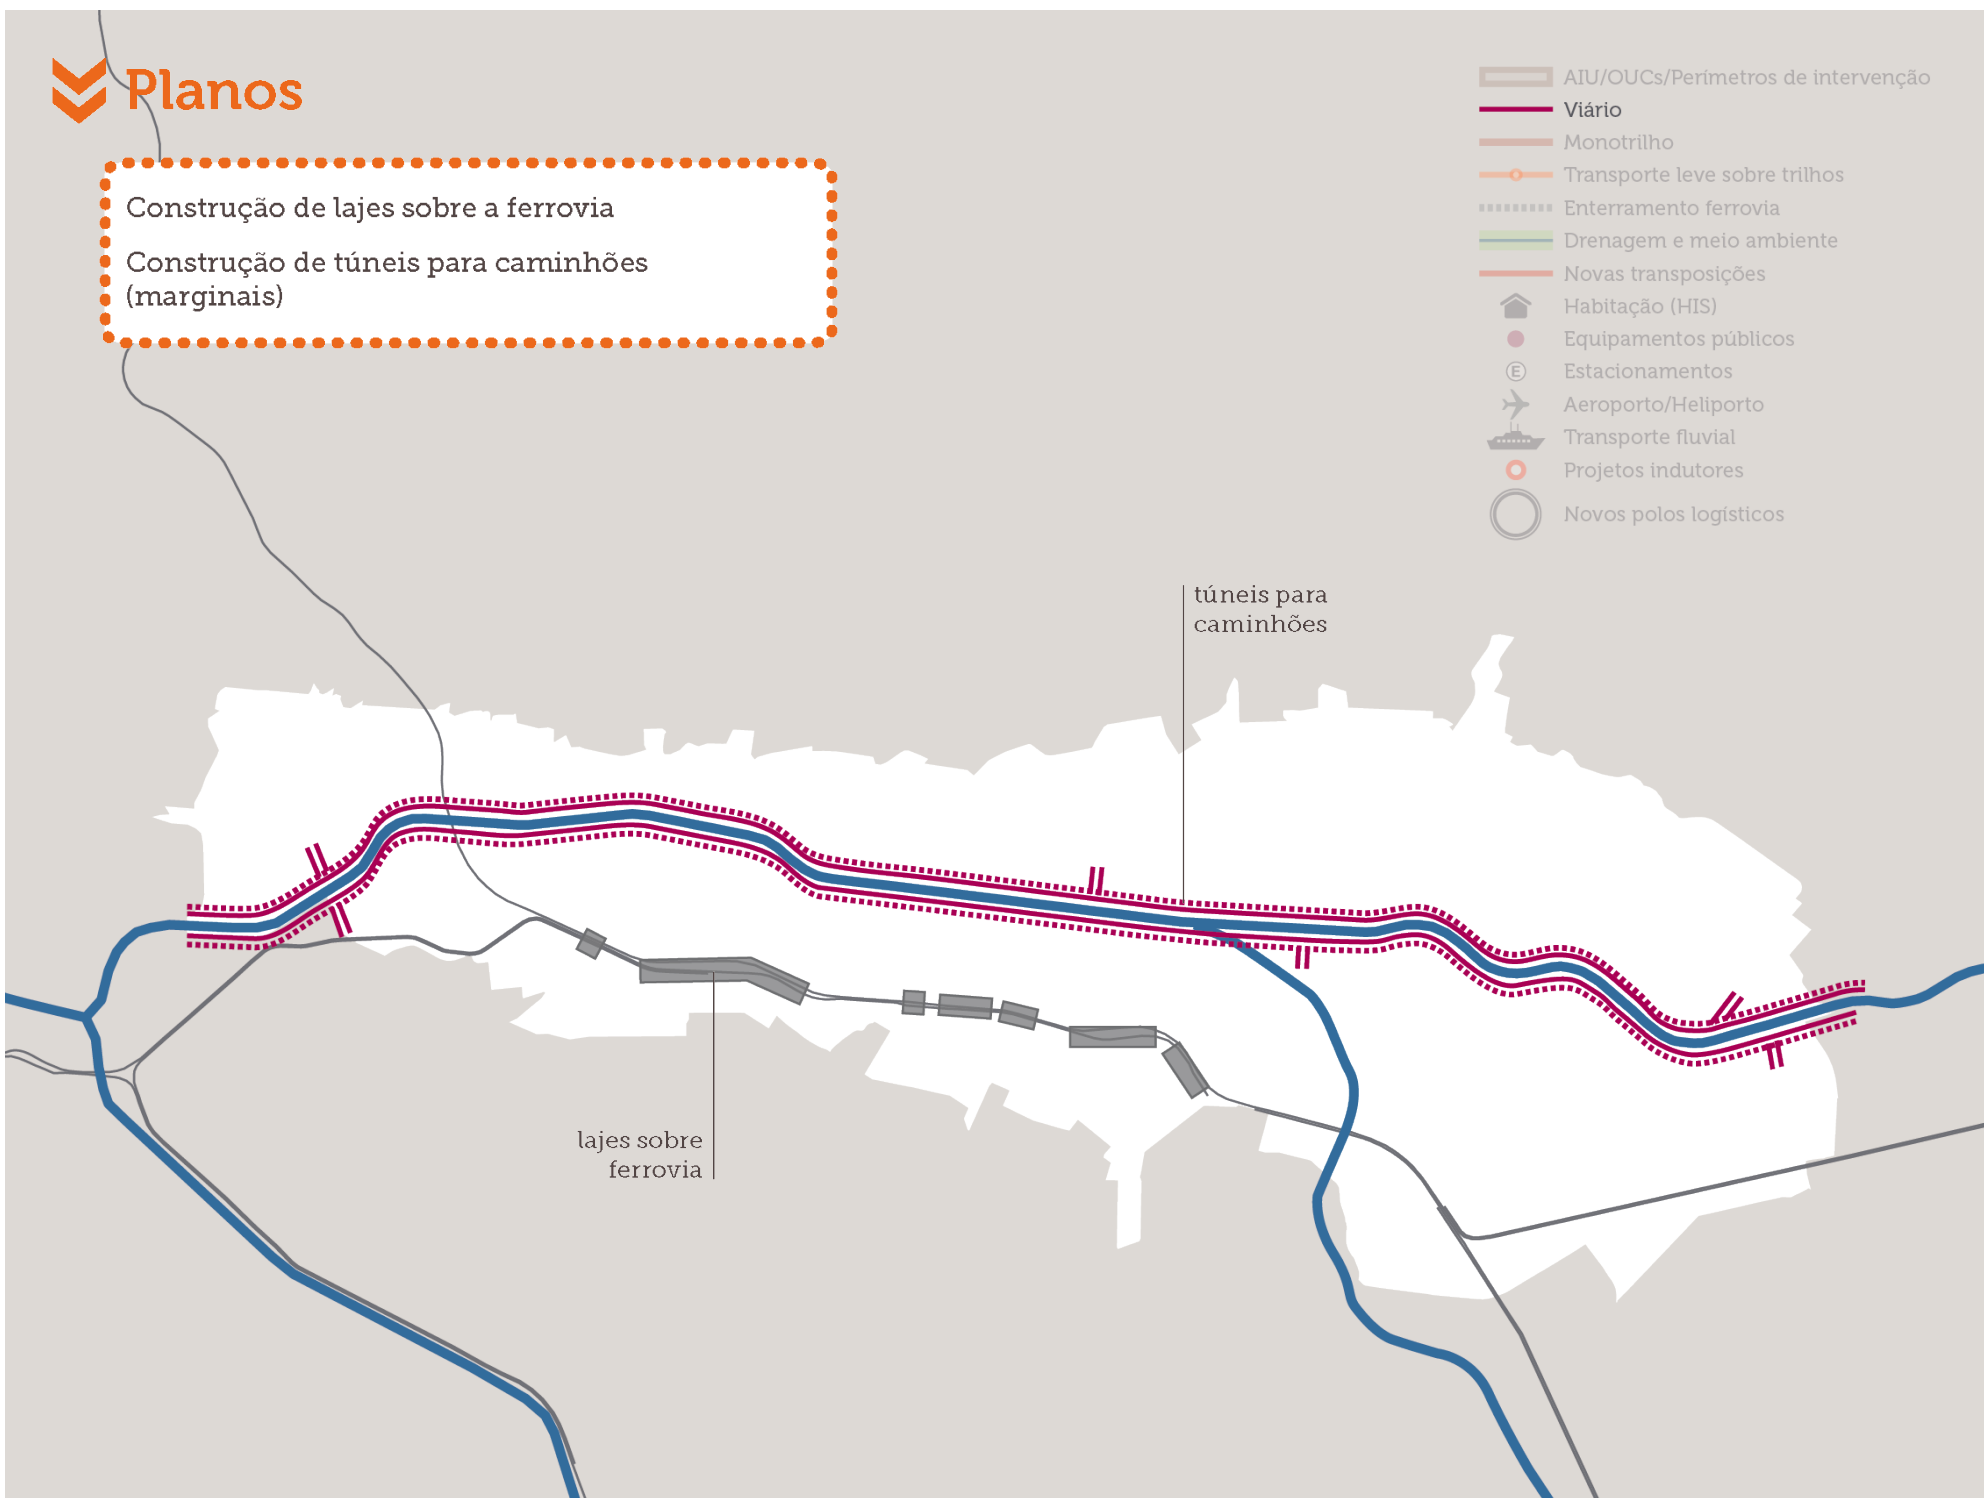 Planos
Construção de lajes sobre a ferrovia
Construção de túneis para caminhões
(marginais)
AIU/OUCs/Perímetros de intervenção
Viário
Monotrilho
Transporte leve sobre trilhos
Enterramento ferrovia
Drenagem e meio ambiente
Novas transposições
Habitação (HIS)
Equipamentos públicos
E Estacionamentos
Aeroporto/Heliporto
Transporte fluvial
Projetos indutores
Novos polos logísticos
túneis para
caminhões
lajes sobre
ferrovia